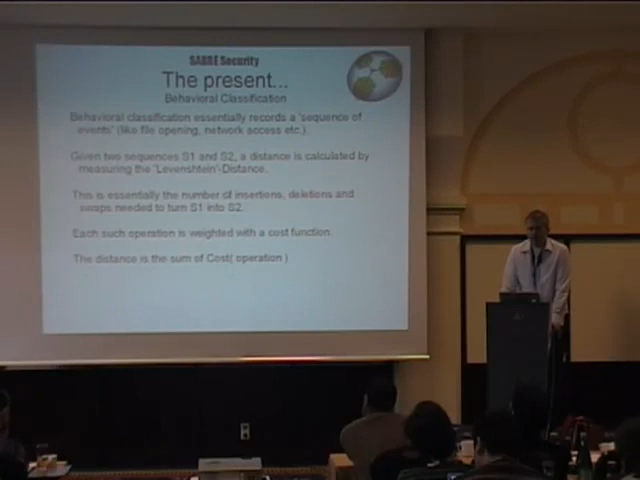 SABRE Security
The present...
Behavioral Classification
Behavioral classification essentially records a 'sequence of
events' (like file opening, network access etc.).
Given two sequences S1 and S2, a distance is calculated by
measuring the 'Levenshtein'-Distance.
This is essentially the number of insertions, deletions and
swaps needed to turn S1 into S2.
Each such operation is weighted with a cost function.
The distance is the sum of Cost( operation )